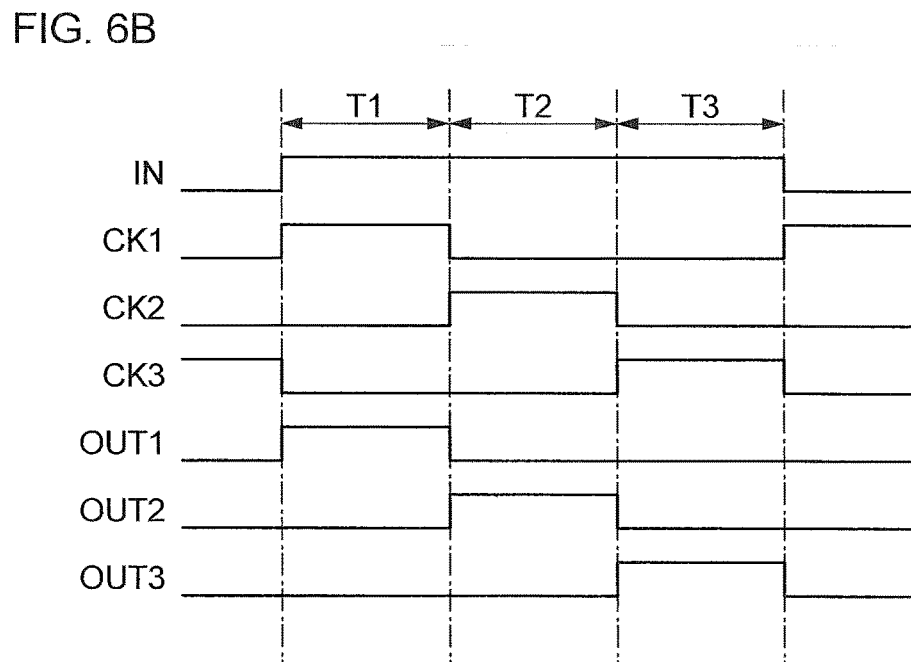 FIG. 6B
T1 T2 T3
IN
CK1
CK2
CK3
OUT1
OUT2
OUT3